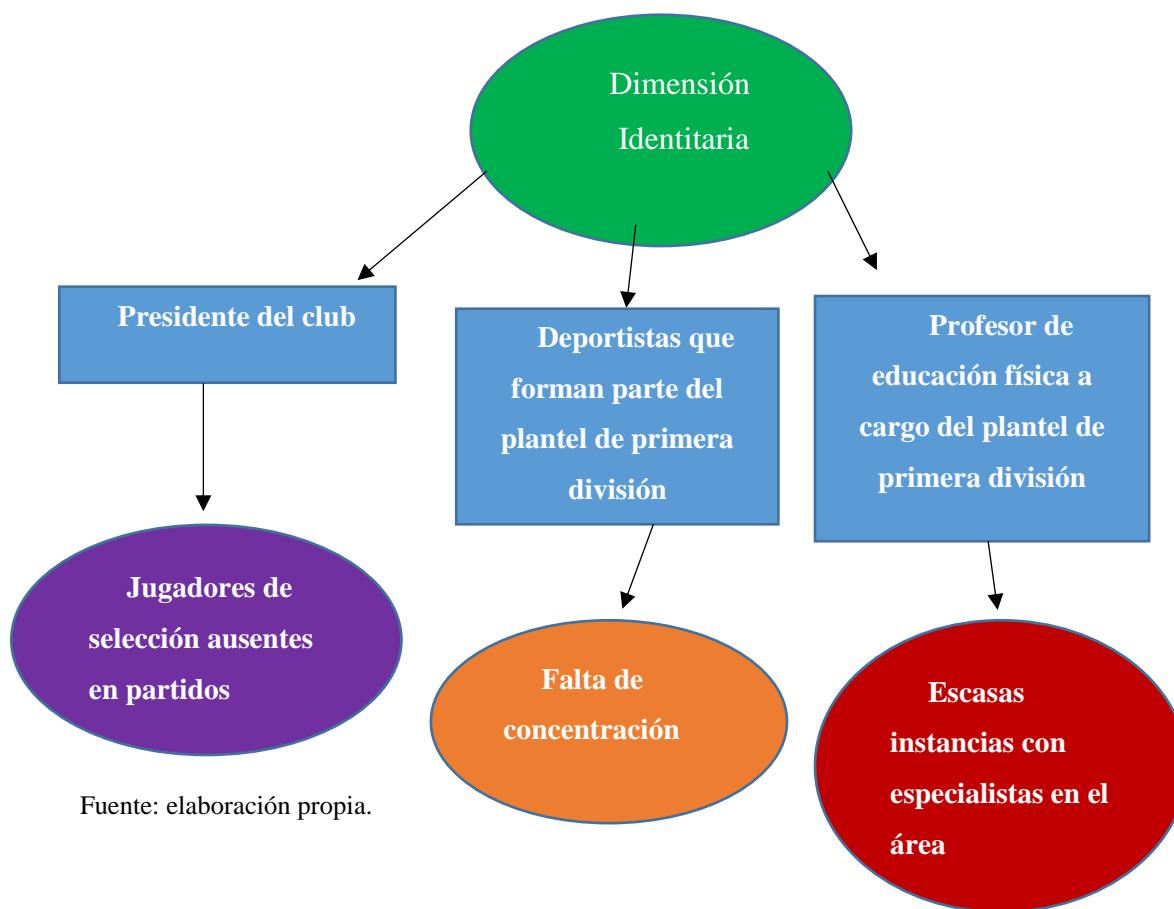 Dimensión
Identitaria
Presidente del club
Deportistas que
forman parte del
plantel de primera
división
Profesor de
educación física a
cargo del plantel de
primera división
Jugadores de
selección ausentes
en partidos
Falta de
concentración
Escasas
instancias con
especialistas en el
área
Fuente: elaboración propia.